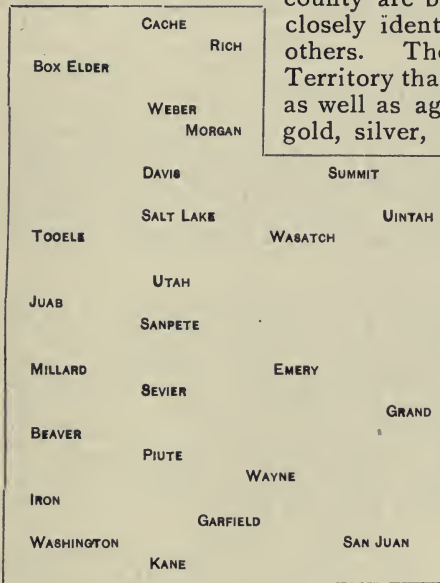 county are b
closely ident
others. The
Territory tha
as well as ag
gold, silver,
CACHE
RICH
BOX ELDER
WEBER
MORGAN
DAVIS SUMMIT
SALT LAKE UINTAH
TOOELE WASATCH
UTAH
JUAB
SANPETE
MILLARD EMERY
SEVIER
GRAND
BEAVER
PIUTE
WAYNE
IRON
GARFIELD
WASHINGTON SAN JUAN
KANE